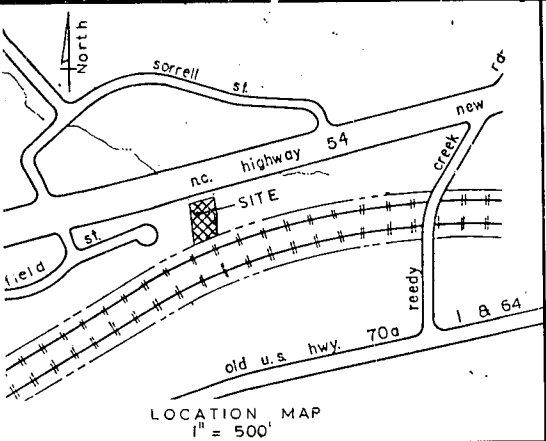 North
sorrell st.
new rd.
n.c. highway 54
creek
SITE
field st.
reedy
old u.s. hwy. 70a 1 & 64
LOCATION MAP
1" = 500'